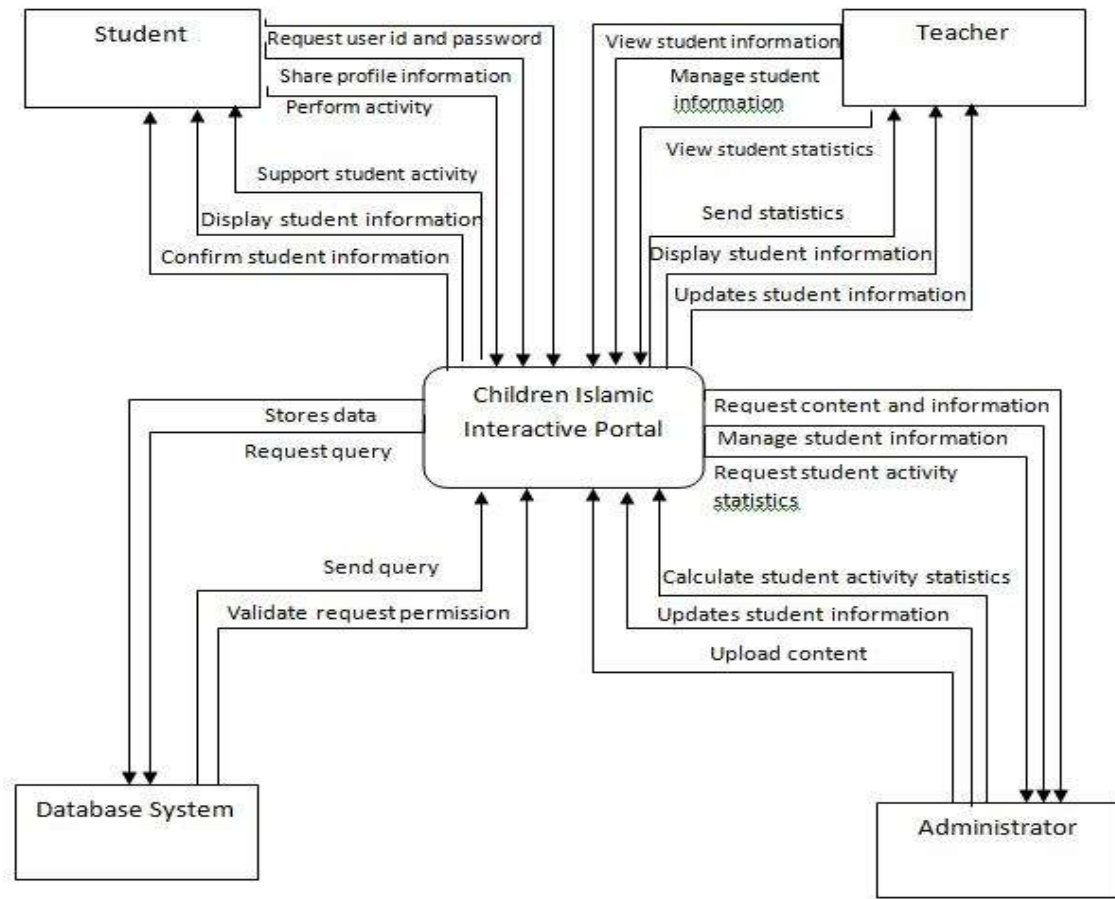 Student
Request user id and password
Share profile information
Perform activity
Support student activity
Display student information
Confirm student information
Teacher
View student information
Manage student
information
View student statistics
Send statistics
Display student information
Updates student information
Children Islamic
Interactive Portal
Stores data
Request query
Send query
Validate request permission
Request content and information
Manage student information
Request student activity
statistics
Calculate student activity statistics
Updates student information
Upload content
Database System
Administrator